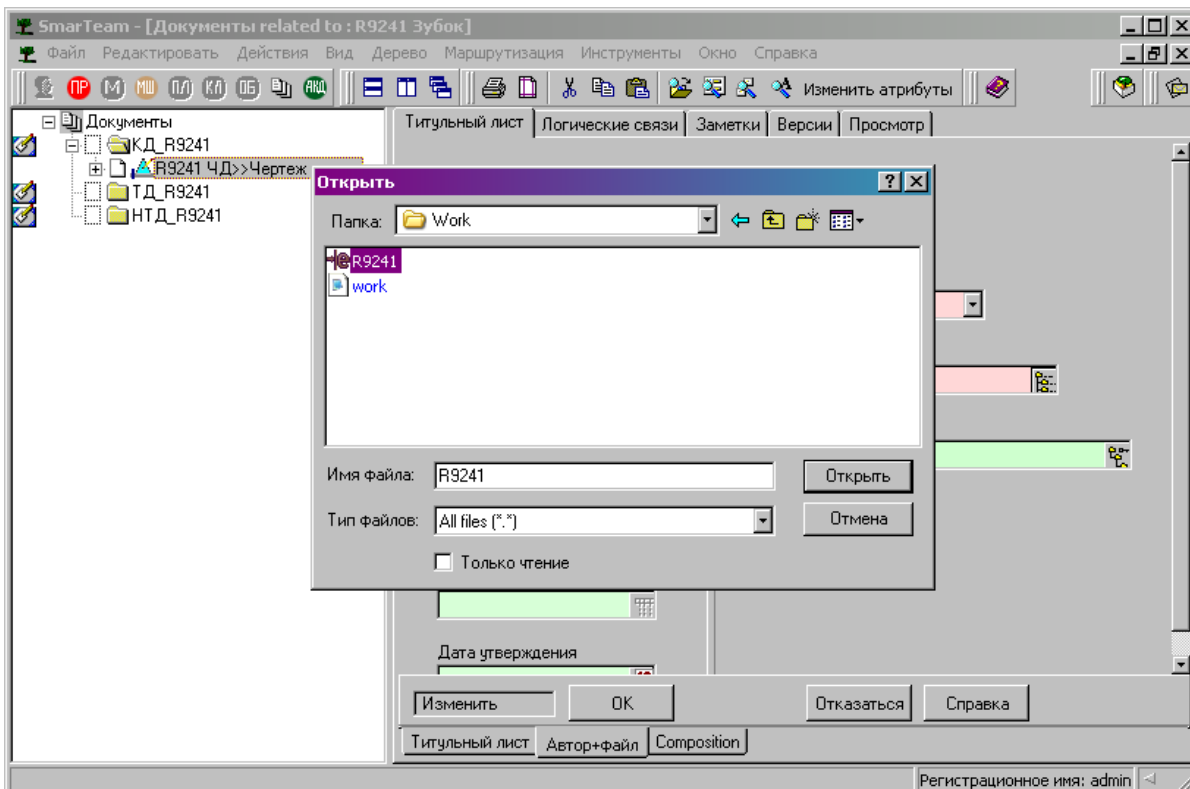 SmarTeam - [Документы related to : R9241 Зубок]
Файл Редактировать Действия Вид Дерево Маршрутизация Инструменты Окно Справка
ПР М МШ ПЛ КЛ ОБ АКД Изменить атрибуты
Документы
КД_R9241
R9241 ЧД>>Чертеж
ТД_R9241
НТД_R9241
Титульный лист Логические связи Заметки Версии Просмотр
Открыть
Папка: Work
R9241
work
Имя файла: R9241 Открыть
Тип файлов: All files (*.*) Отмена
Только чтение
Дата утверждения
Изменить OK Отказаться Справка
Титульный лист Автор+файл Composition
Регистрационное имя: admin